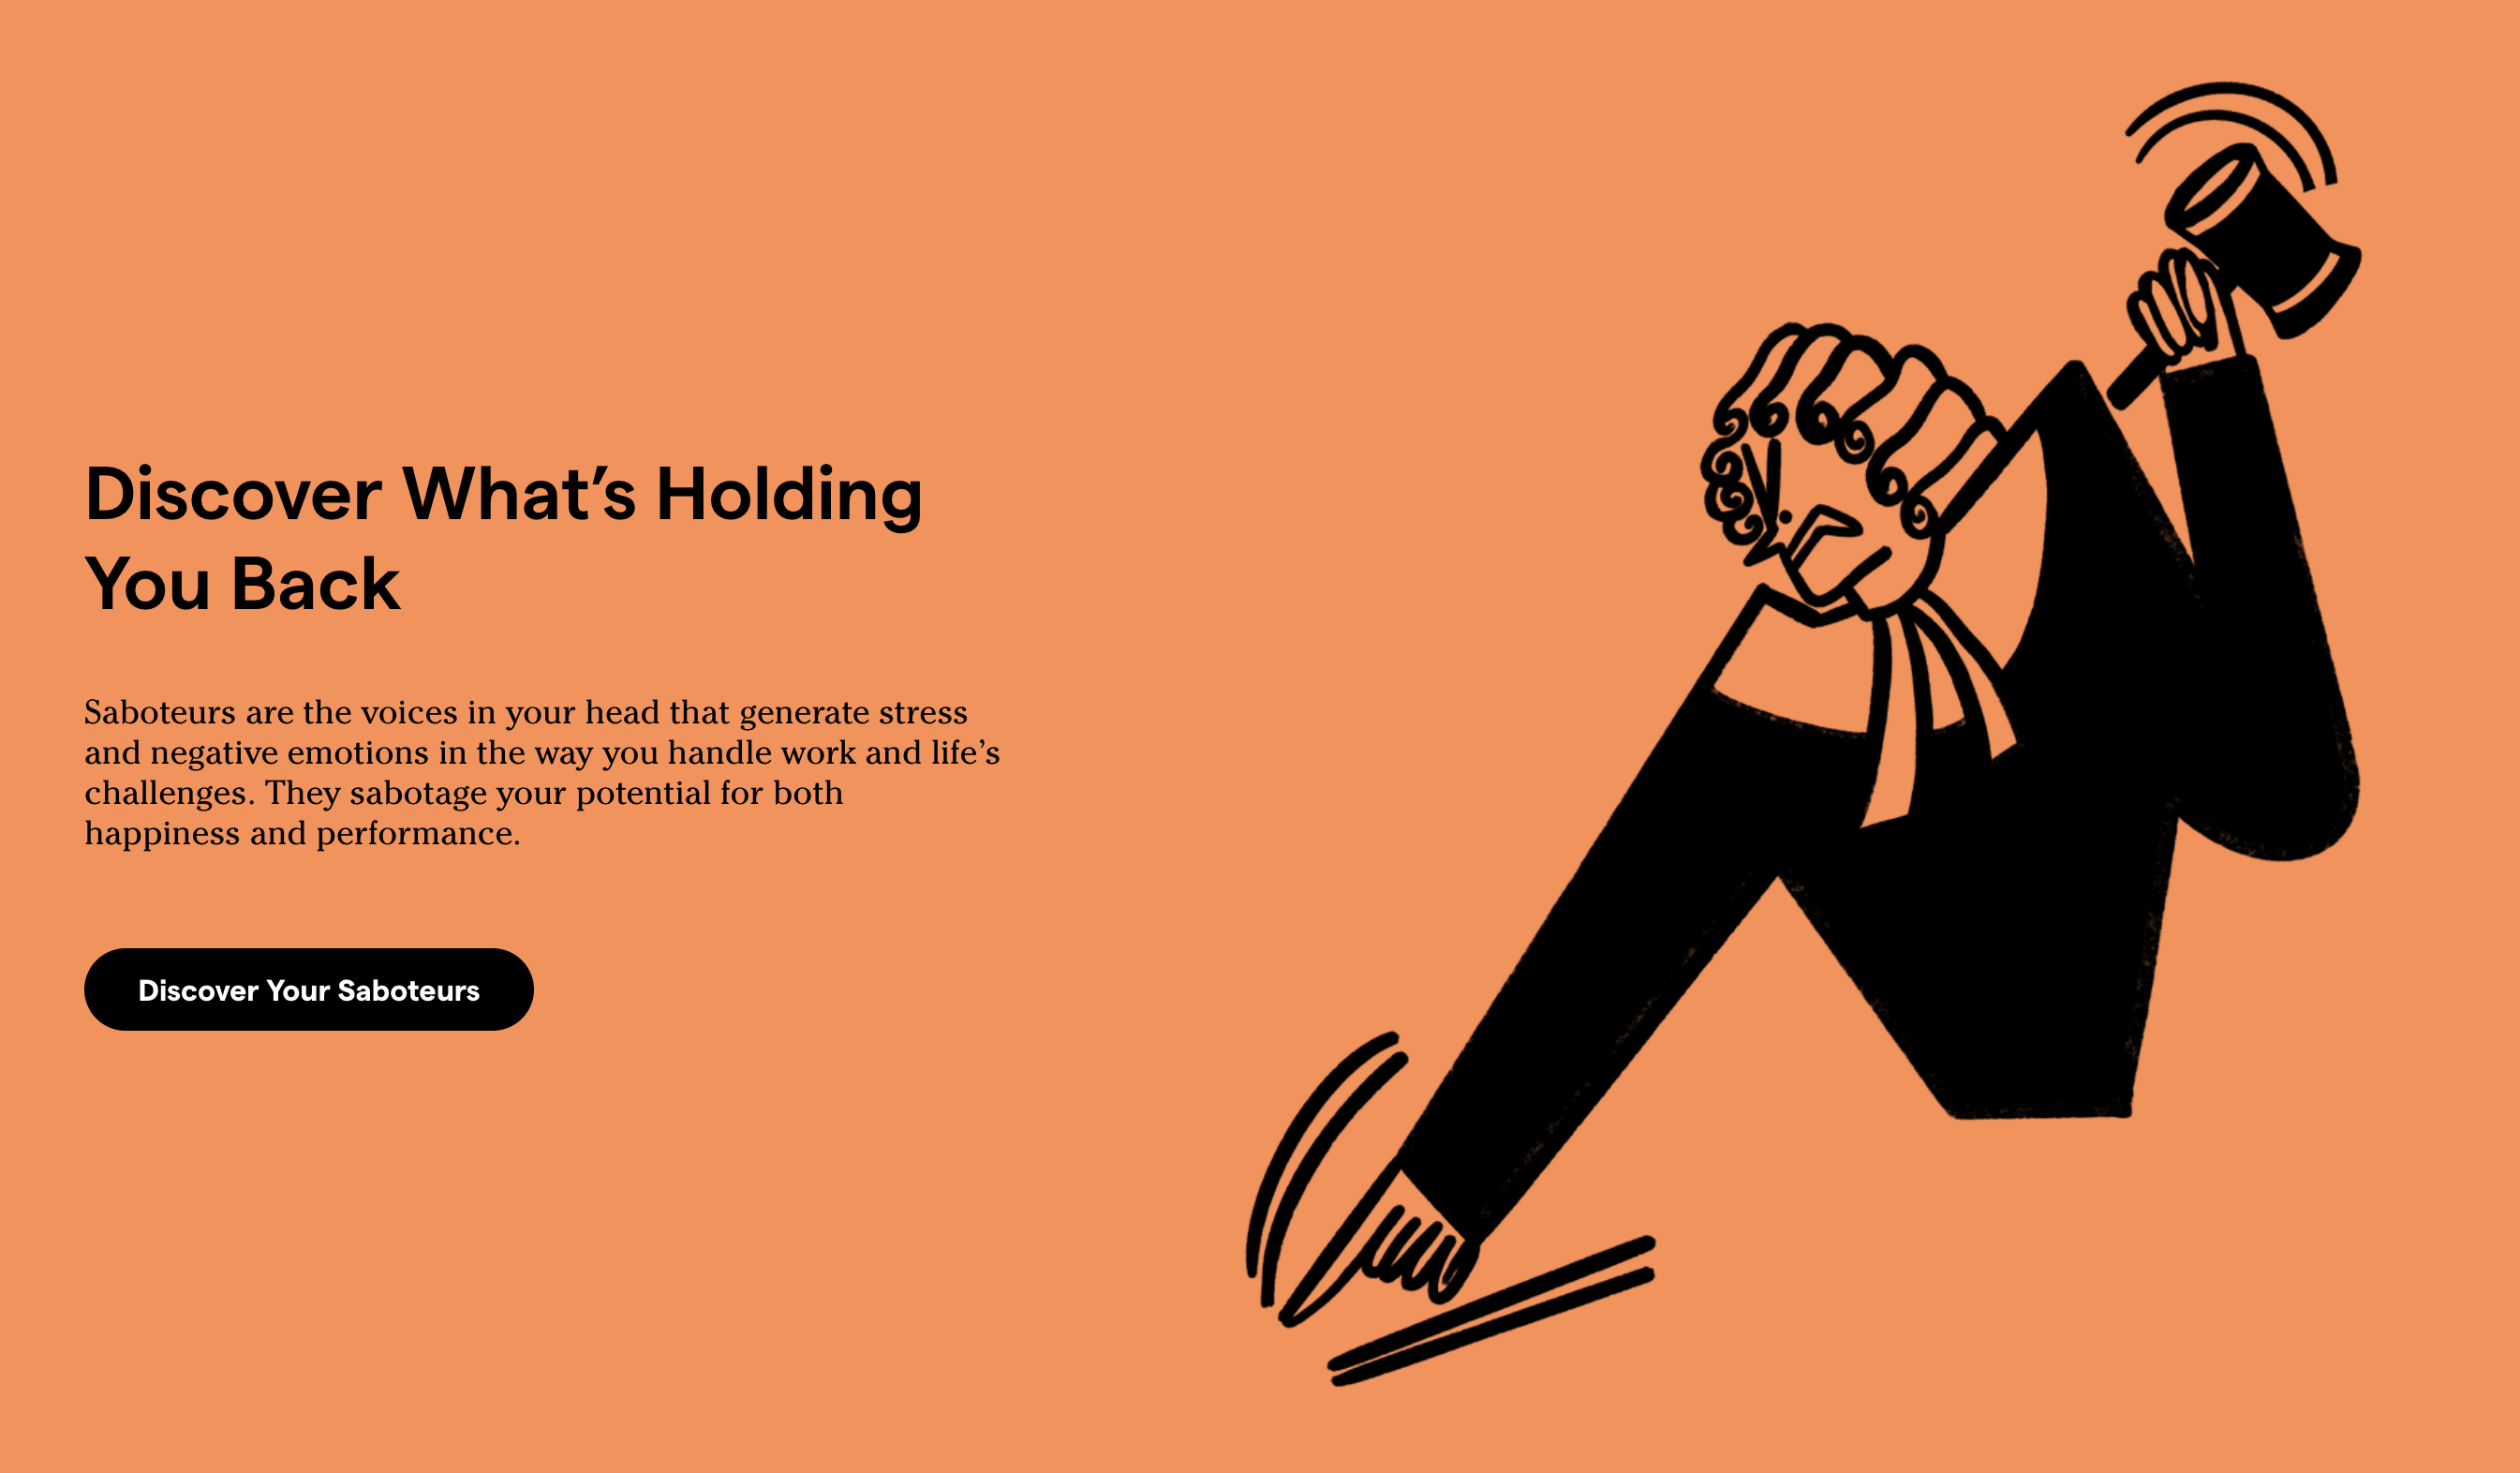 Discover What’s Holding
You Back
Saboteurs are the voices in your head that generate stress
and negative emotions in the way you handle work and life’s
challenges. They sabotage your potential for both
happiness and performance.
Discover Your Saboteurs